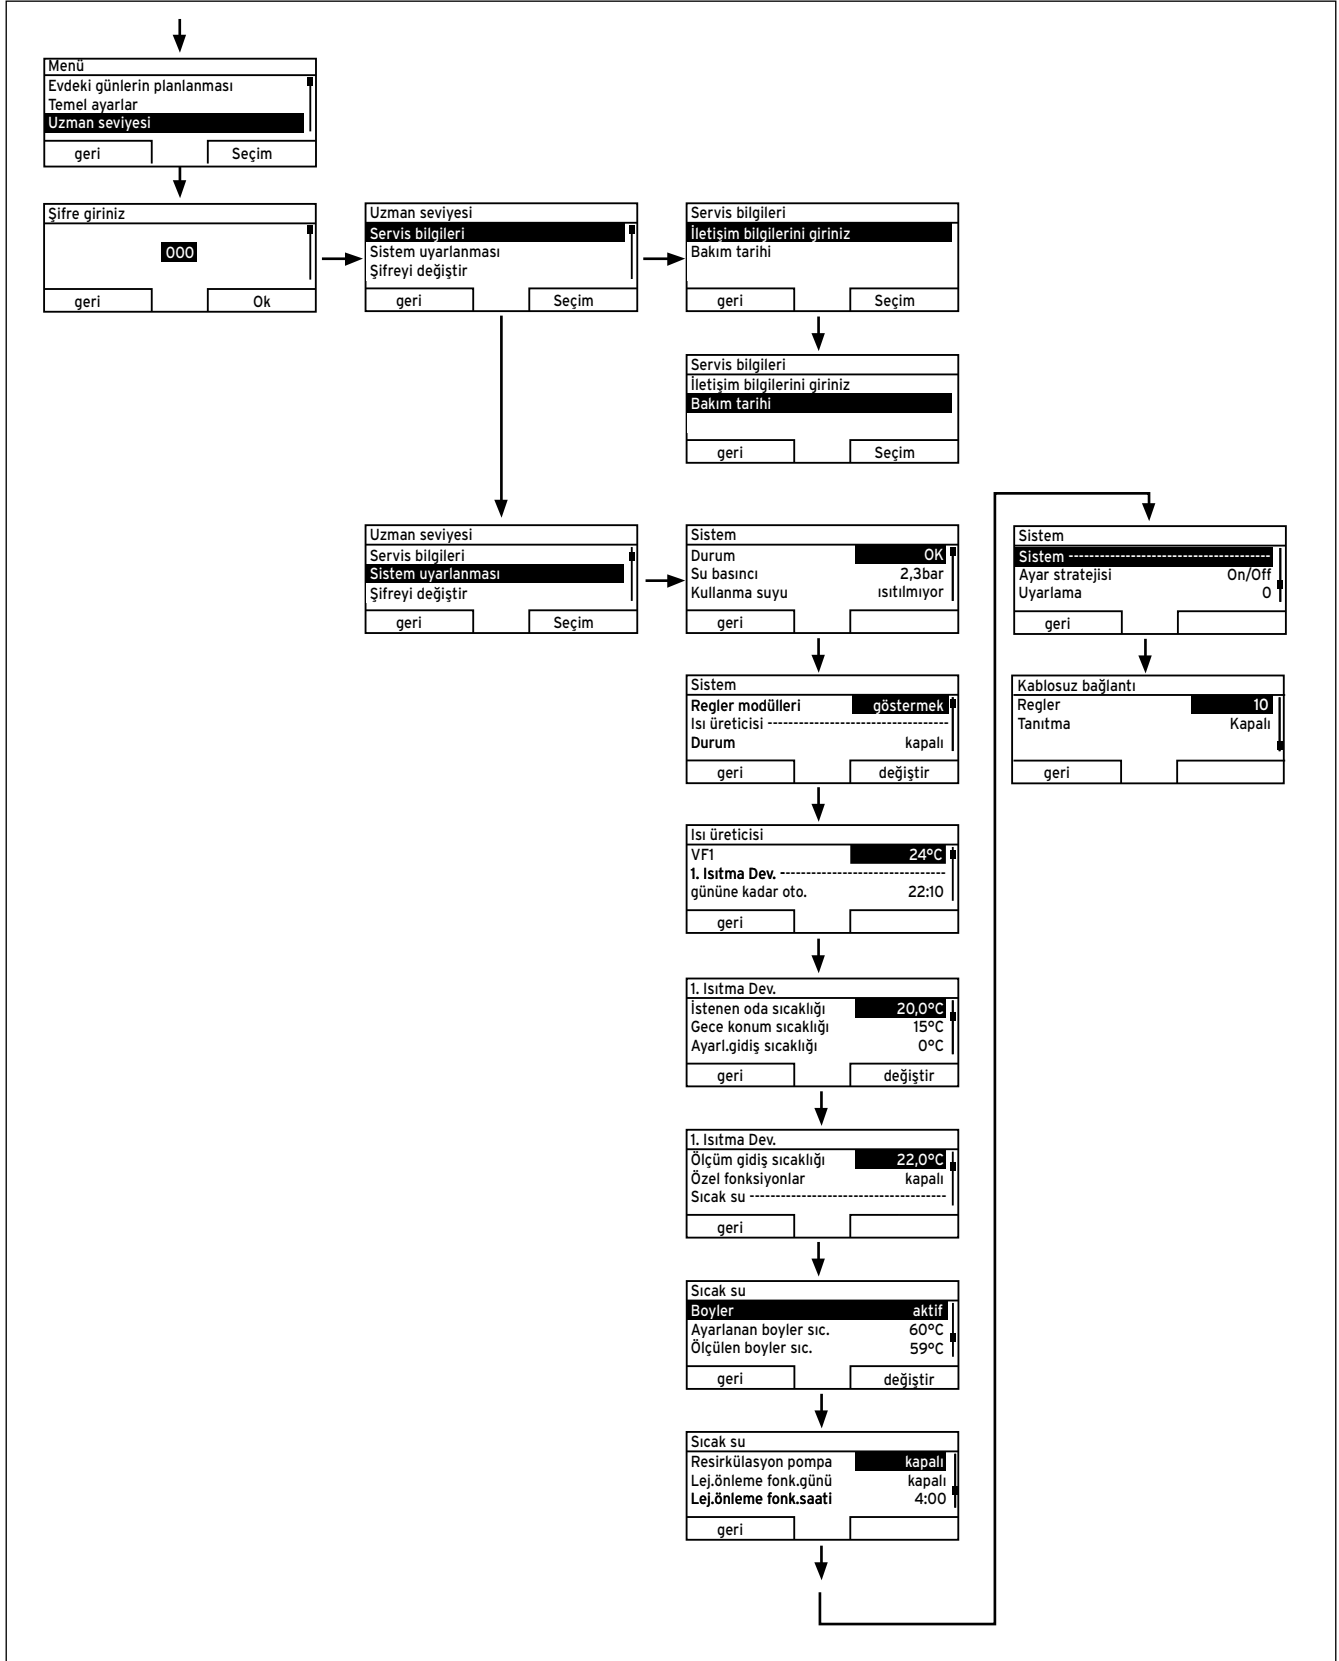 Menü
Evdeki günlerin planlanması
Temel ayarlar
Uzman seviyesi
geri Seçim
Şifre giriniz
000
geri Ok
Uzman seviyesi
Servis bilgileri
Sistem uyarlanması
Şifreyi değiştir
geri Seçim
Servis bilgileri
İletişim bilgilerini giriniz
Bakım tarihi
geri Seçim
Servis bilgileri
İletişim bilgilerini giriniz
Bakım tarihi
geri Seçim
Uzman seviyesi
Servis bilgileri
Sistem uyarlanması
Şifreyi değiştir
geri Seçim
Sistem
Durum OK
Su basıncı 2,3bar
Kullanma suyu ısıtılmıyor
geri
Sistem
Regler modülleri göstermek
Isı üreticisi ----------------------------------
Durum kapalı
geri değiştir
Isı üreticisi
VF1 24°C
1. Isıtma Dev. -------------------------------
gününe kadar oto. 22:10
geri
1. Isıtma Dev.
İstenen oda sıcaklığı 20,0°C
Gece konum sıcaklığı 15°C
Ayarl.gidiş sıcaklığı 0°C
geri değiştir
1. Isıtma Dev.
Ölçüm gidiş sıcaklığı 22,0°C
Özel fonksiyonlar kapalı
Sıcak su -------------------------------------
geri
Sıcak su
Boyler aktif
Ayarlanan boyler sıc. 60°C
Ölçülen boyler sıc. 59°C
geri değiştir
Sıcak su
Resirkülasyon pompa kapalı
Lej.önleme fonk.günü kapalı
Lej.önleme fonk.saati 4:00
geri
Sistem
Sistem --------------------------------------
Ayar stratejisi On/Off
Uyarlama 0
geri
Kablosuz bağlantı
Regler 10
Tanıtma Kapalı
geri